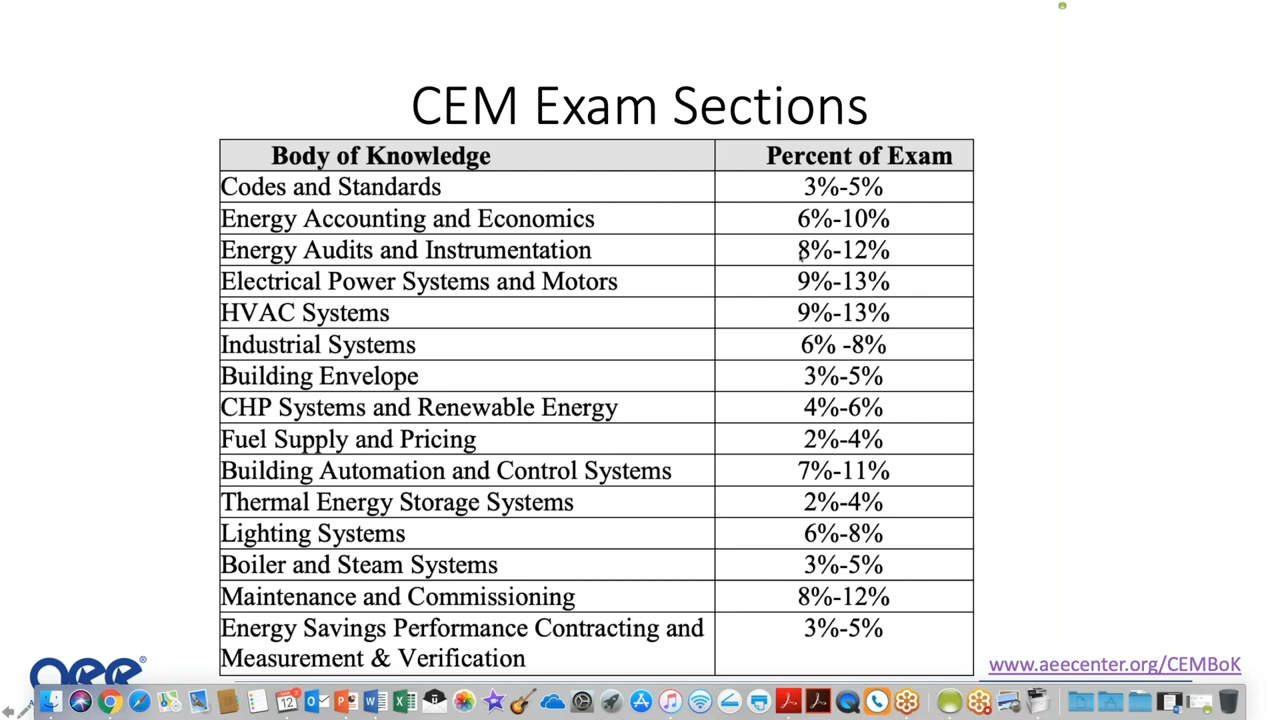 CEM Exam Sections
Body of Knowledge Percent of Exam
Codes and Standards 3%-5%
Energy Accounting and Economics 6%-10%
Energy Audits and Instrumentation 8%-12%
Electrical Power Systems and Motors 9%-13%
HVAC Systems 9%-13%
Industrial Systems 6% -8%
Building Envelope 3%-5%
CHP Systems and Renewable Energy 4%-6%
Fuel Supply and Pricing 2%-4%
Building Automation and Control Systems 7%-11%
Thermal Energy Storage Systems 2%-4%
Lighting Systems 6%-8%
Boiler and Steam Systems 3%-5%
Maintenance and Commissioning 8%-12%
Energy Savings Performance Contracting and 3%-5%
Measurement & Verification
aee®
www.aeecenter.org/CEMBoK
12